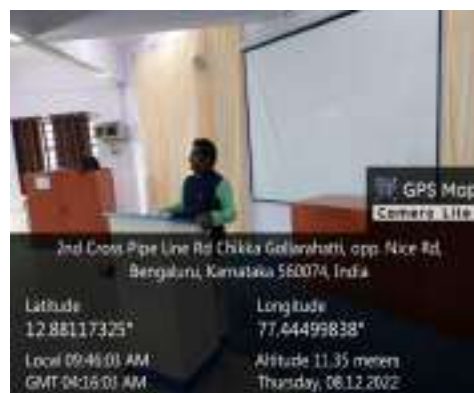 GPS Map
Camera Lite
2nd Cross Pipe Line Rd Chikka Gollarahatti, opp. Nice Rd,
Bengaluru, Karnataka 560074, India
Latitude
12.88117325°
Longitude
77.44499838°
Local 09:46:03 AM
GMT 04:16:03 AM
Altitude 11.35 meters
Thursday, 08.12.2022